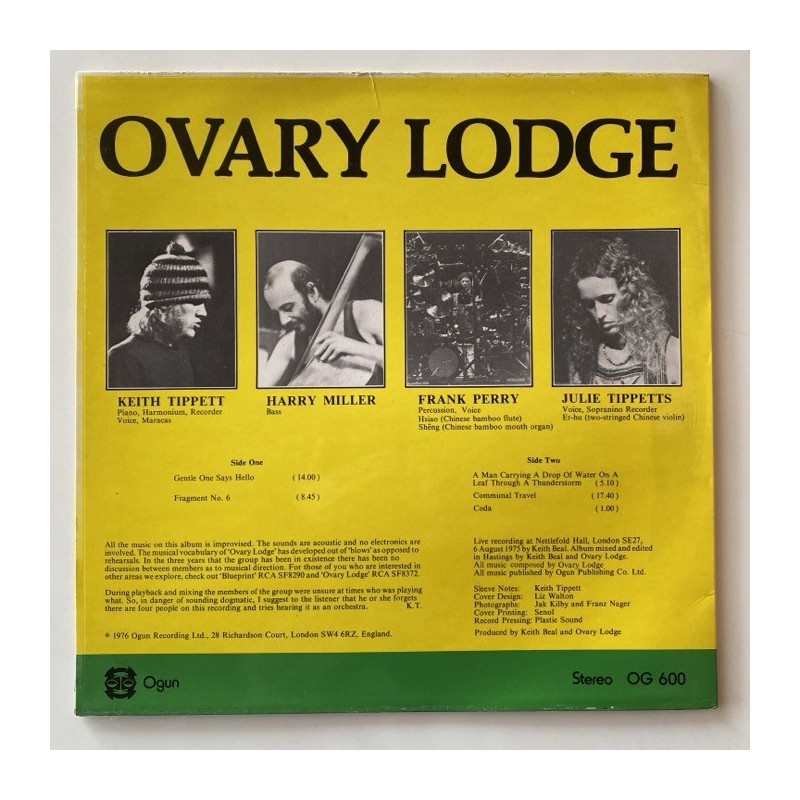 OVARY LODGE
KEITH TIPPETT
Piano, Harmonium, Recorder
Voice, Maracas
HARRY MILLER
Bass
FRANK PERRY
Percussion, Voice
Hsiao (Chinese bamboo flute)
Shêng (Chinese bamboo mouth organ)
JULIE TIPPETTS
Voice, Sopranino Recorder
Er-hu (two-stringed Chinese violin)
Side One
Gentle One Says Hello (14.00)
Fragment No. 6 (8.45)
Side Two
A Man Carrying A Drop Of Water On A
Leaf Through A Thunderstorm (5.10)
Communal Travel (17.40)
Coda (1.00)
All the music on this album is improvised. The sounds are acoustic and no electronics are
involved. The musical vocabulary of 'Ovary Lodge' has developed out of 'blows' as opposed to
rehearsals. In the three years that the group has been in existence there has been no
discussion between members as to musical direction. For those of you who are interested in
other areas we explore, check out 'Blueprint' RCA SF8290 and 'Ovary Lodge' RCA SF8372.
During playback and mixing the members of the group were unsure at times who was playing
what. So, in danger of sounding dogmatic, I suggest to the listener that he or she forgets
there are four people on this recording and tries hearing it as an orchestra. K.T.
℗ 1976 Ogun Recording Ltd., 28 Richardson Court, London SW4 6RZ, England.
Live recording at Nettlefold Hall, London SE27,
6 August 1975 by Keith Beal. Album mixed and edited
in Hastings by Keith Beal and Ovary Lodge.
All music composed by Ovary Lodge
All music published by Ogun Publishing Co. Ltd.
Sleeve Notes: Keith Tippett
Cover Design: Liz Walton
Photographs: Jak Kilby and Franz Nager
Cover Printing: Senol
Record Pressing: Plastic Sound
Produced by Keith Beal and Ovary Lodge
Ogun
Stereo OG 600